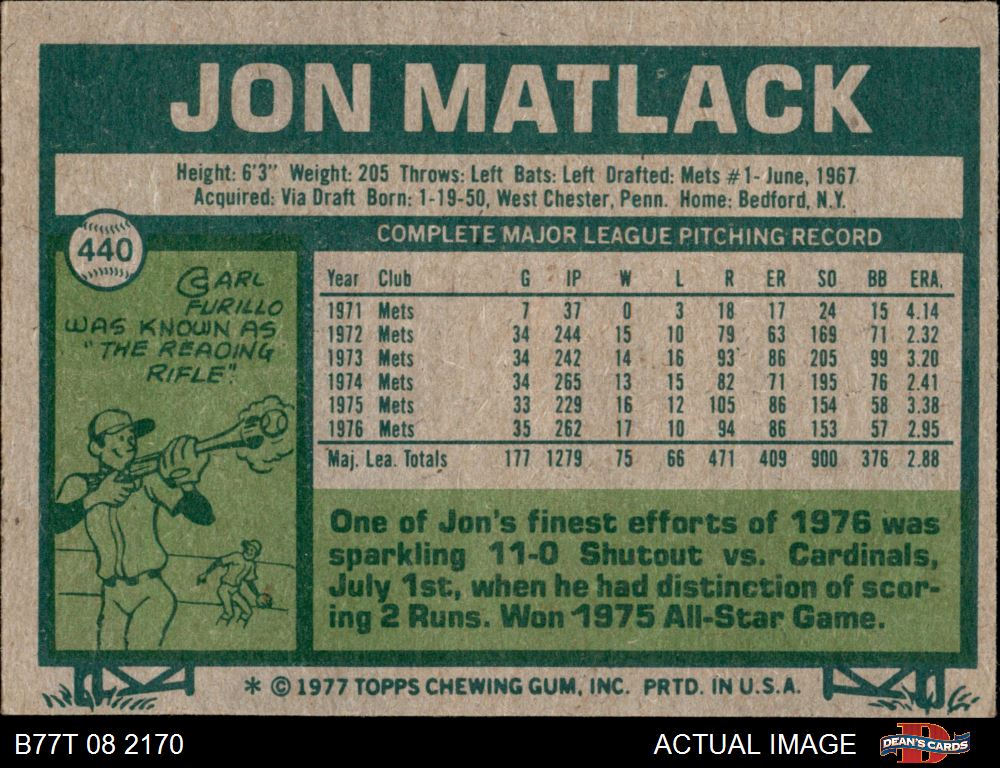 JON MATLACK
Height: 6'3" Weight: 205 Throws: Left Bats: Left Drafted: Mets #1- June, 1967
Acquired: Via Draft Born: 1-19-50, West Chester, Penn. Home: Bedford, N.Y.
440
CARL
FURILLO
WAS KNOWN AS
"THE READING
RIFLE".
COMPLETE MAJOR LEAGUE PITCHING RECORD
Year Club G IP W L R ER SO BB ERA.
1971 Mets 7 37 0 3 18 17 24 15 4.14
1972 Mets 34 244 15 10 79 63 169 71 2.32
1973 Mets 34 242 14 16 93 86 205 99 3.20
1974 Mets 34 265 13 15 82 71 195 76 2.41
1975 Mets 33 229 16 12 105 86 154 58 3.38
1976 Mets 35 262 17 10 94 86 153 57 2.95
Maj. Lea. Totals 177 1279 75 66 471 409 900 376 2.88
One of Jon's finest efforts of 1976 was
sparkling 11-0 Shutout vs. Cardinals,
July 1st, when he had distinction of scor-
ing 2 Runs. Won 1975 All-Star Game.
* © 1977 TOPPS CHEWING GUM, INC. PRTD. IN U.S.A.
B77T 08 2170
ACTUAL IMAGE
DEAN'S CARDS